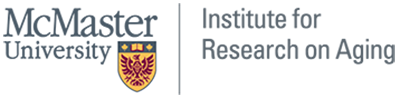 McMaster
University
Institute for
Research on Aging